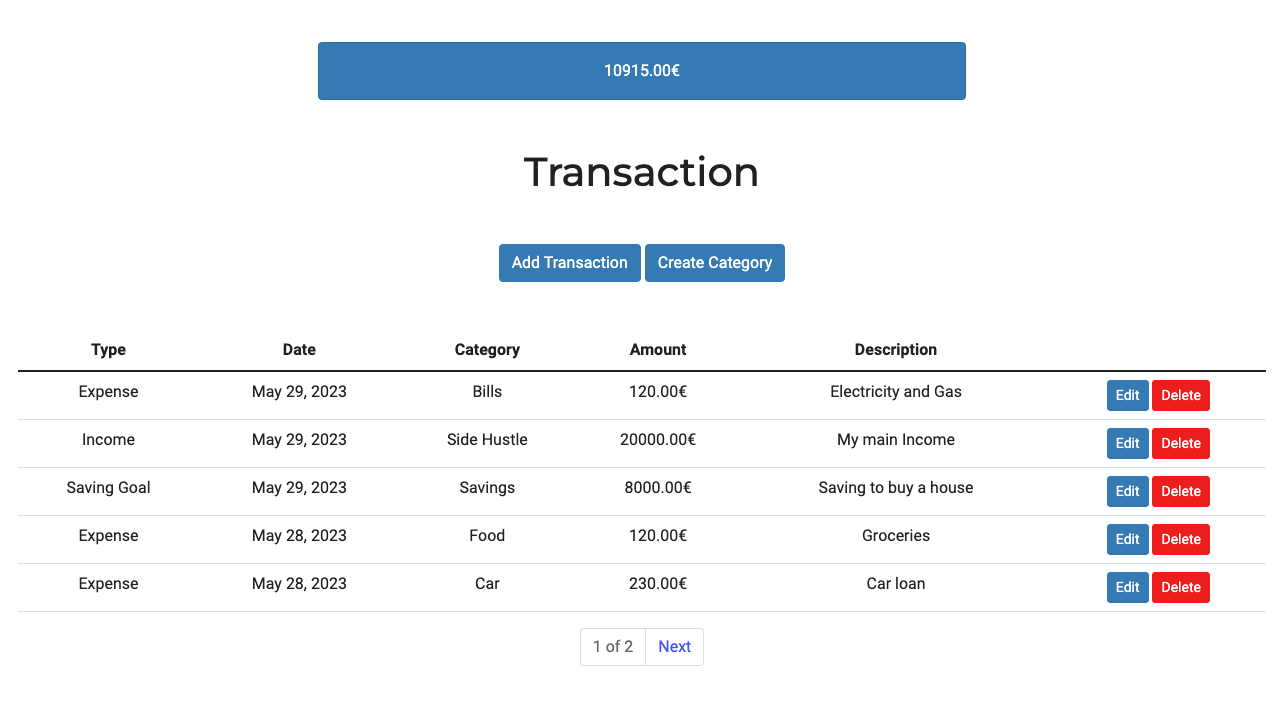 10915.00€
Transaction
Add Transaction Create Category
Type Date Category Amount Description
Expense May 29, 2023 Bills 120.00€ Electricity and Gas Edit Delete
Income May 29, 2023 Side Hustle 20000.00€ My main Income Edit Delete
Saving Goal May 29, 2023 Savings 8000.00€ Saving to buy a house Edit Delete
Expense May 28, 2023 Food 120.00€ Groceries Edit Delete
Expense May 28, 2023 Car 230.00€ Car loan Edit Delete
1 of 2 Next